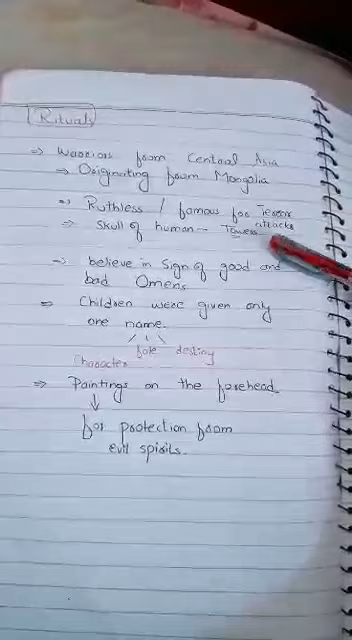 Rituals
=> Warriors from Central Asia
-> Originating from Mongolia
-> Ruthless / famous for Terror attacks
=> Skull of human - Towers
-> believe in Sign of good and
bad Omens
=> Children were given only
one name.
Character fate destiny
=> Paintings on the forehead
for protection from
evil spirits.